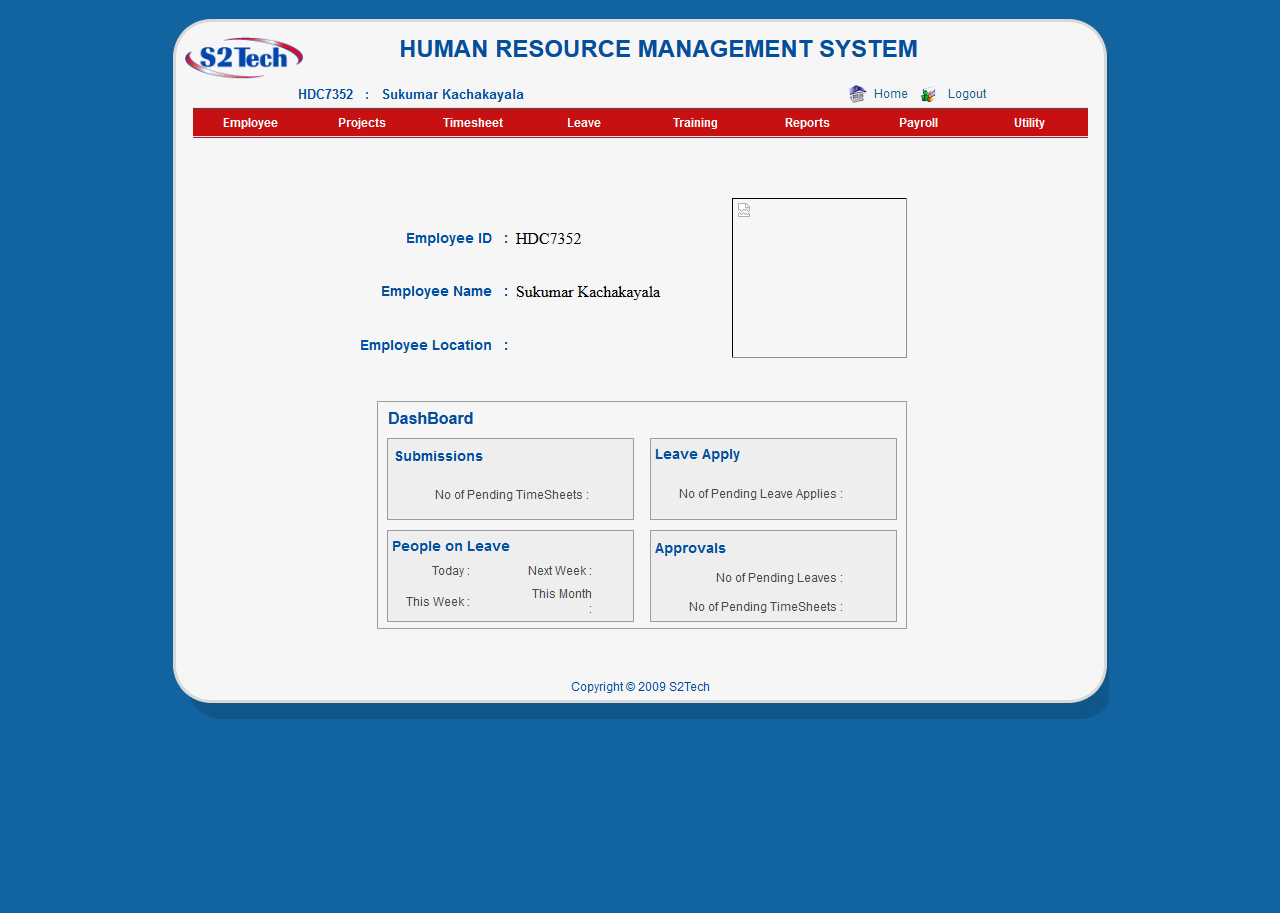 S2Tech
HUMAN RESOURCE MANAGEMENT SYSTEM
HDC7352 : Sukumar Kachakayala
Home Logout
Employee Projects Timesheet Leave Training Reports Payroll Utility
Employee ID : HDC7352
Employee Name : Sukumar Kachakayala
Employee Location :
DashBoard
Submissions
No of Pending TimeSheets :
Leave Apply
No of Pending Leave Applies :
People on Leave
Today : Next Week :
This Week : This Month
:
Approvals
No of Pending Leaves :
No of Pending TimeSheets :
Copyright © 2009 S2Tech